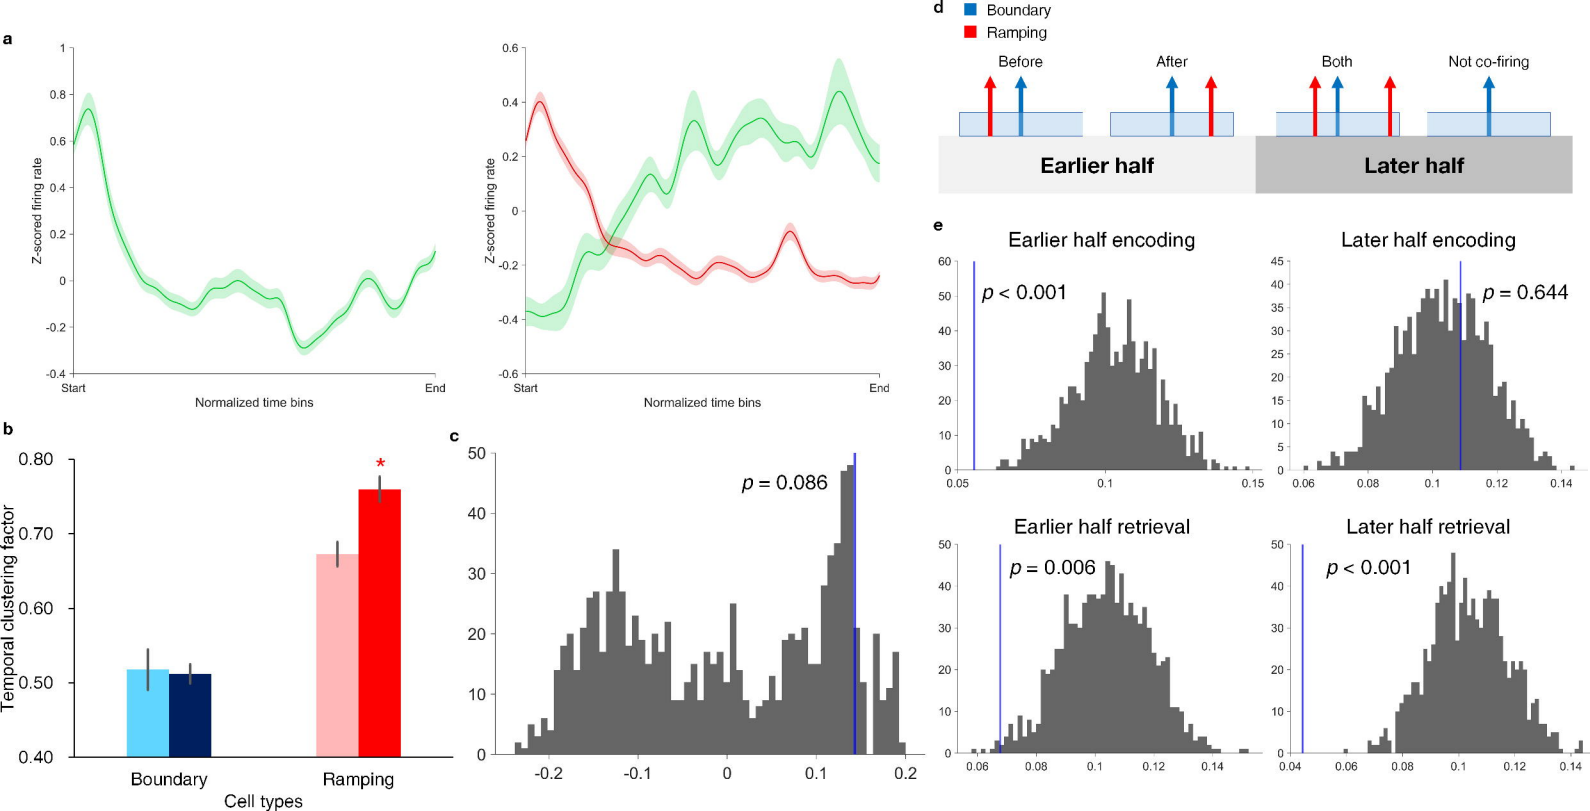 a
1
0.8
0.6
0.4
0.2
0
-0.2
-0.4
Z-scored firing rate
Start
End
Normalized time bins
0.6
0.4
0.2
0
-0.2
-0.4
-0.6
Z-scored firing rate
Start
End
Normalized time bins
b
0.80
0.70
0.60
0.50
0.40
Temporal clustering factor
*
Boundary
Ramping
Cell types
c
50
40
30
20
10
0
p = 0.086
-0.2
-0.1
0
0.1
0.2
d
Boundary
Ramping
Before
After
Both
Not co-firing
Earlier half
Later half
e
Earlier half encoding
60
50
40
30
20
10
0
p < 0.001
0.05
0.1
0.15
Later half encoding
45
40
35
30
25
20
15
10
5
0
p = 0.644
0.06
0.08
0.1
0.12
0.14
Earlier half retrieval
50
40
30
20
10
0
p = 0.006
0.06
0.08
0.1
0.12
0.14
Later half retrieval
50
40
30
20
10
0
p < 0.001
0.04
0.06
0.08
0.1
0.12
0.14